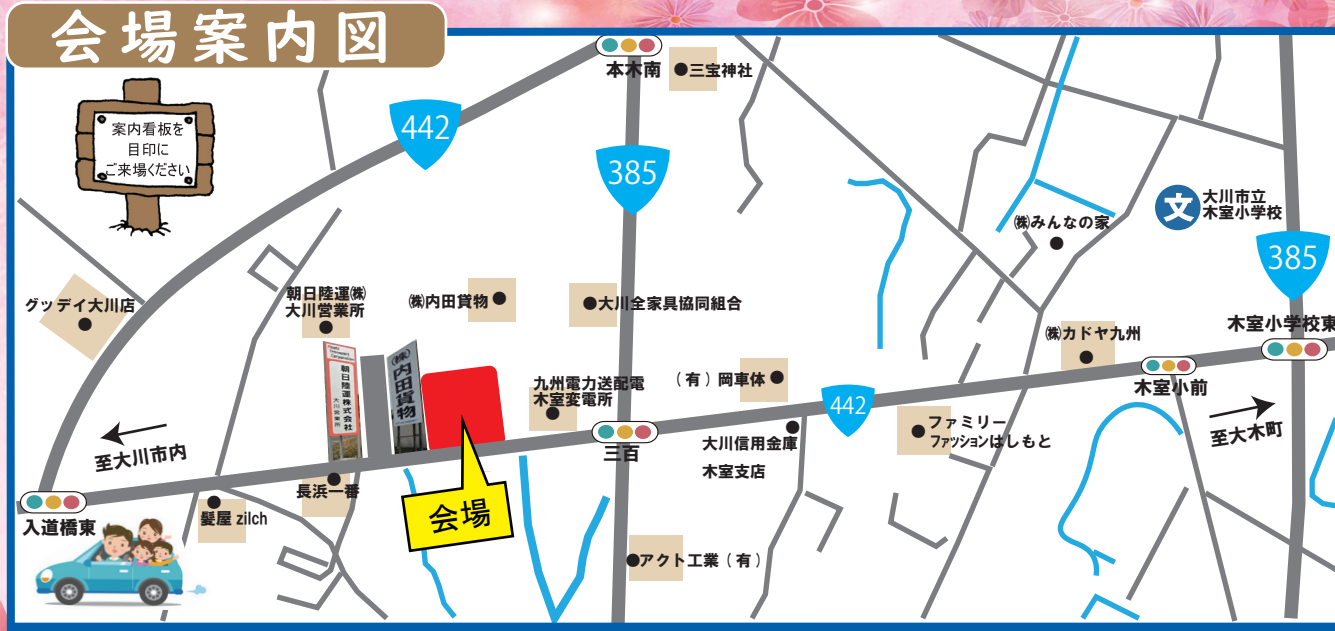 会場案内図
案内看板を
目印に
ご来場ください
442
本木南
三宝神社
385
大川市立
木室小学校
文
㈱みんなの家
385
グッデイ大川店
朝日陸運㈱
大川営業所
㈱内田貨物
大川全家具協同組合
㈱カドヤ九州
木室小学校東
朝日陸運株式会社
大川営業所
㈱内田貨物
九州電力送配電
木室変電所
（有）岡車体
442
木室小前
至大木町
ファミリー
ファッションはしもと
至大川市内
三百
大川信用金庫
木室支店
長浜一番
会場
入道橋東
髪屋 zilch
アクト工業（有）